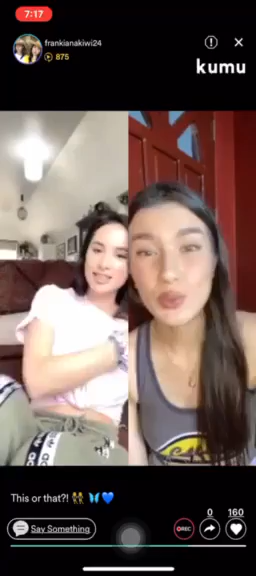 7:17
frankianakiwi24
875
kumu
This or that?! 👯 🦋💙
0 160
Say Something
REC